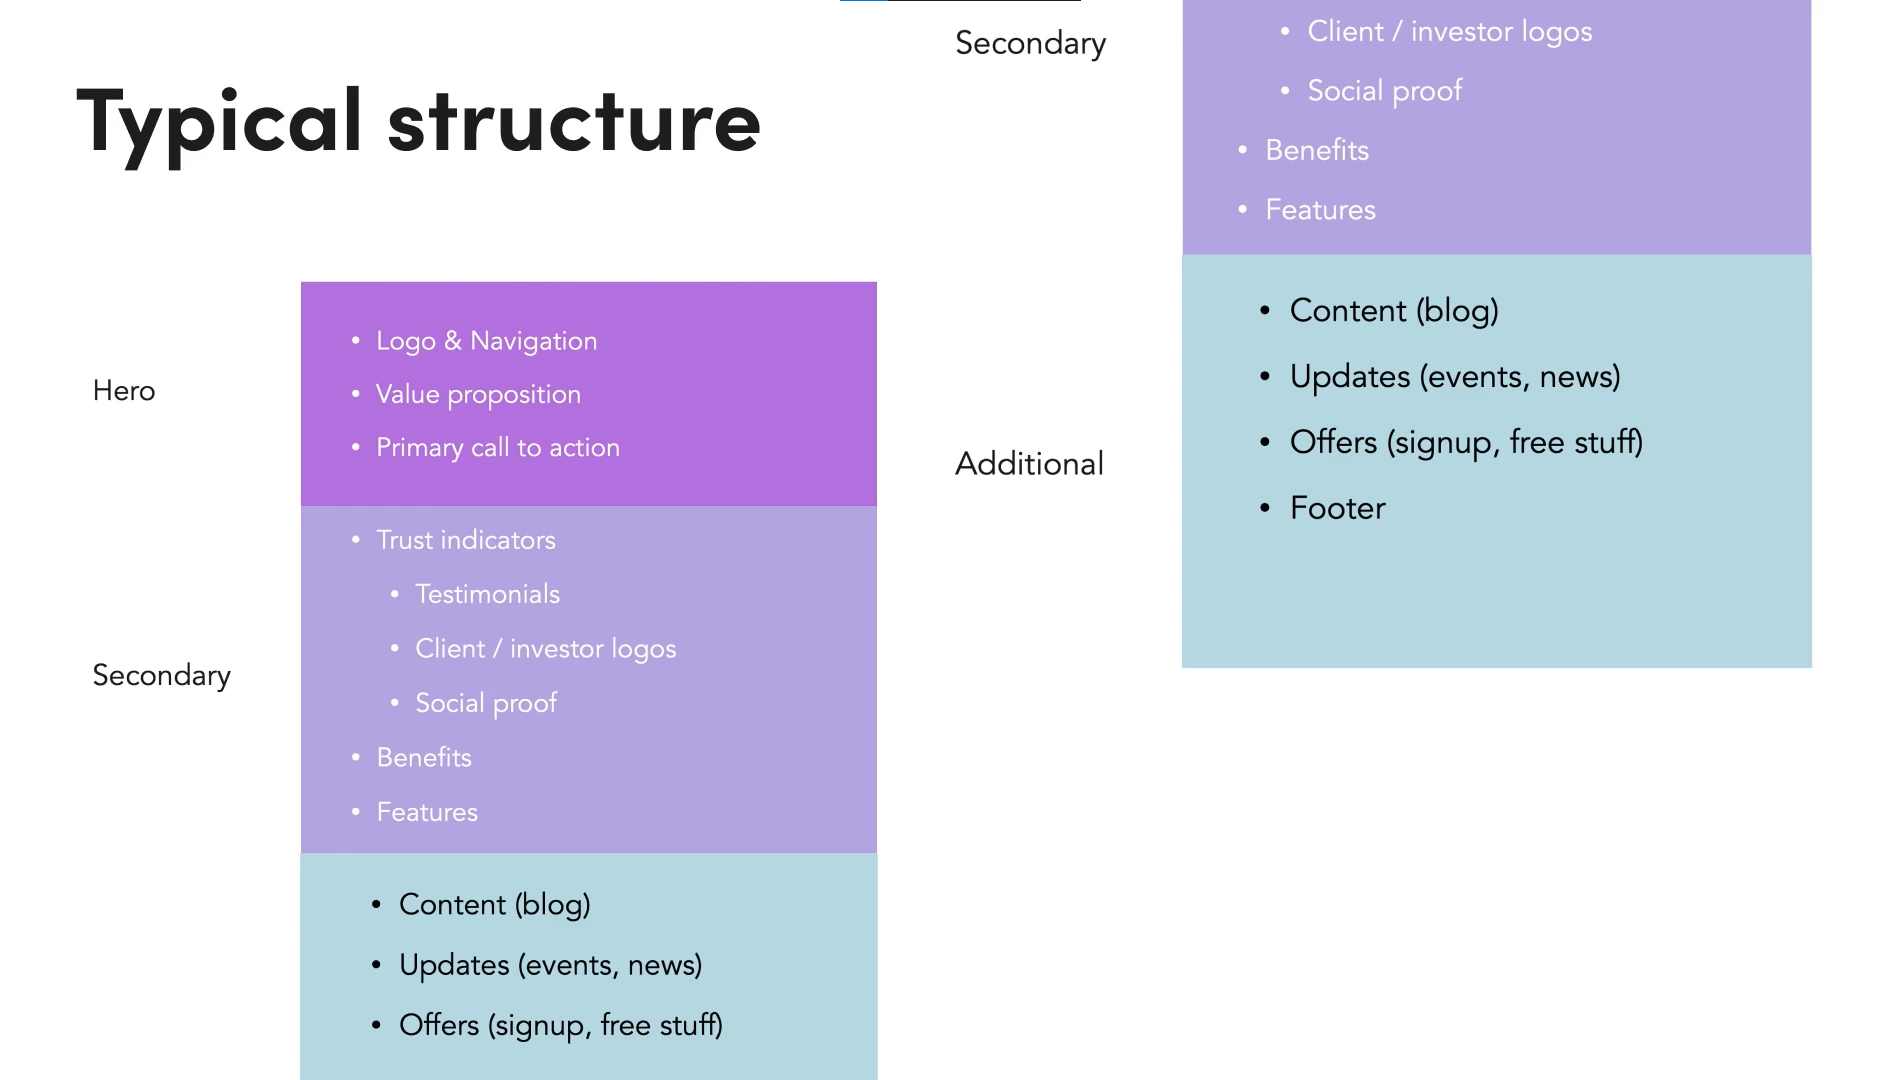 Typical structure
Hero
• Logo & Navigation
• Value proposition
• Primary call to action
Secondary
• Trust indicators
• Testimonials
• Client / investor logos
• Social proof
• Benefits
• Features
• Content (blog)
• Updates (events, news)
• Offers (signup, free stuff)
Secondary
• Client / investor logos
• Social proof
• Benefits
• Features
Additional
• Content (blog)
• Updates (events, news)
• Offers (signup, free stuff)
• Footer